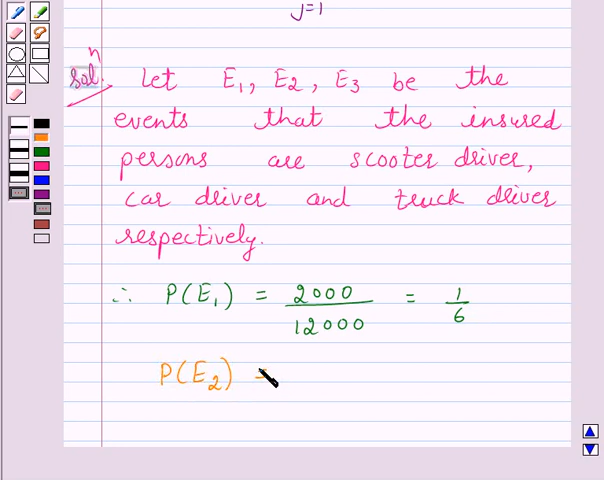 j=1
solⁿ. Let E₁, E₂, E₃ be the
events that the insured
persons are scooter driver,
car driver and truck driver
respectively.
∴ P(E₁) = 2000/12000 = 1/6
P(E₂) =